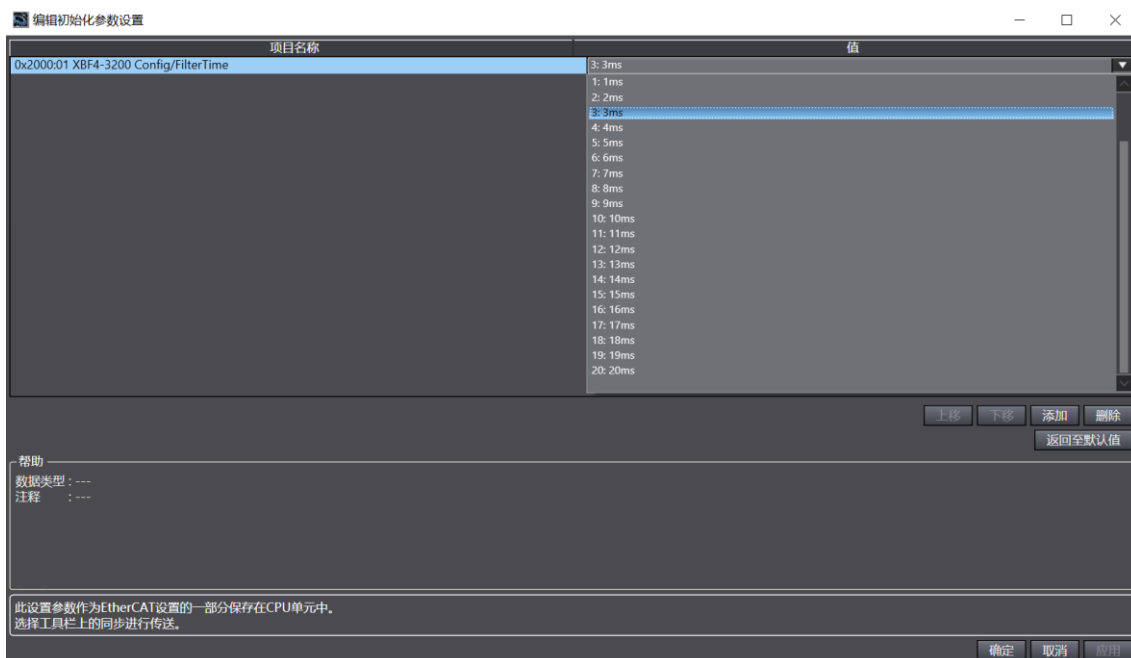 编辑初始化参数设置
项目名称 值
0x2000:01 XBF4-3200 Config/FilterTime 3: 3ms
1: 1ms
2: 2ms
3: 3ms
4: 4ms
5: 5ms
6: 6ms
7: 7ms
8: 8ms
9: 9ms
10: 10ms
11: 11ms
12: 12ms
13: 13ms
14: 14ms
15: 15ms
16: 16ms
17: 17ms
18: 18ms
19: 19ms
20: 20ms
上移 下移 添加 删除
返回至默认值
帮助
数据类型 : ---
注释 : ---
此设置参数作为EtherCAT设置的一部分保存在CPU单元中。
选择工具栏上的同步进行传送。
确定 取消 应用